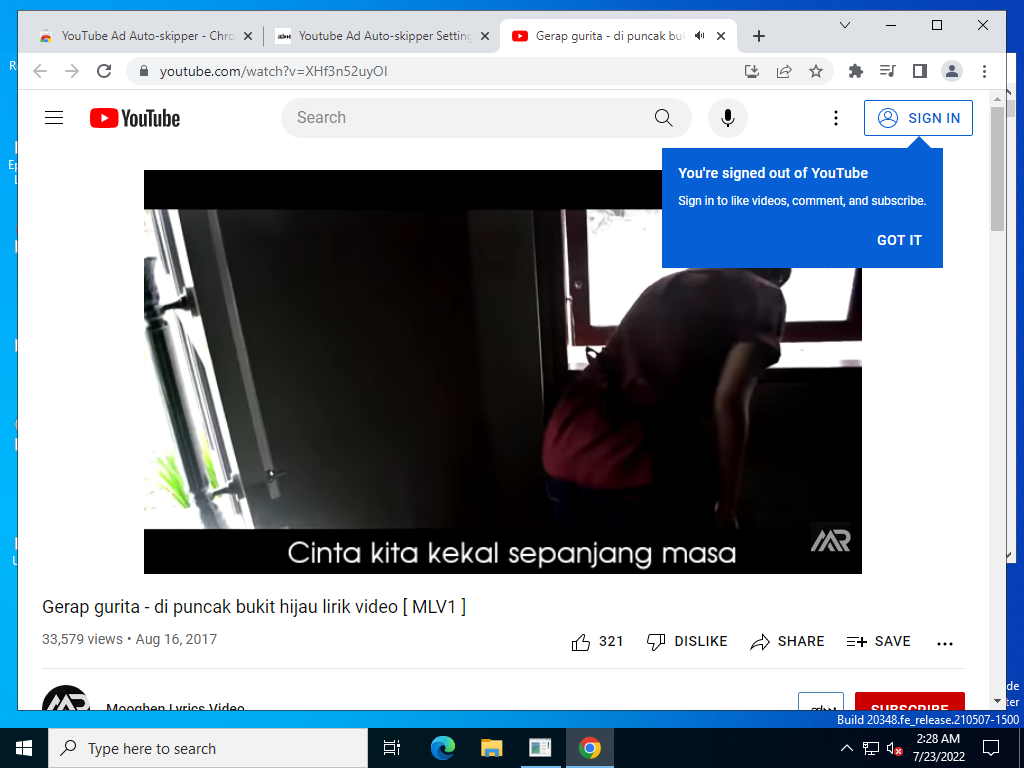 YouTube Ad Auto-skipper - Chro
Youtube Ad Auto-skipper Setting
Gerap gurita - di puncak buk
youtube.com/watch?v=XHf3n52uyOI
YouTube
Search
SIGN IN
You're signed out of YouTube
Sign in to like videos, comment, and subscribe.
GOT IT
MR
Cinta kita kekal sepanjang masa
Gerap gurita - di puncak bukit hijau lirik video [ MLV1 ]
33,579 views • Aug 16, 2017
321
DISLIKE
SHARE
SAVE
Mooghen Lyrics Video
SUBSCRIBE
Build 20348.fe_release.210507-1500
Type here to search
2:28 AM
7/23/2022